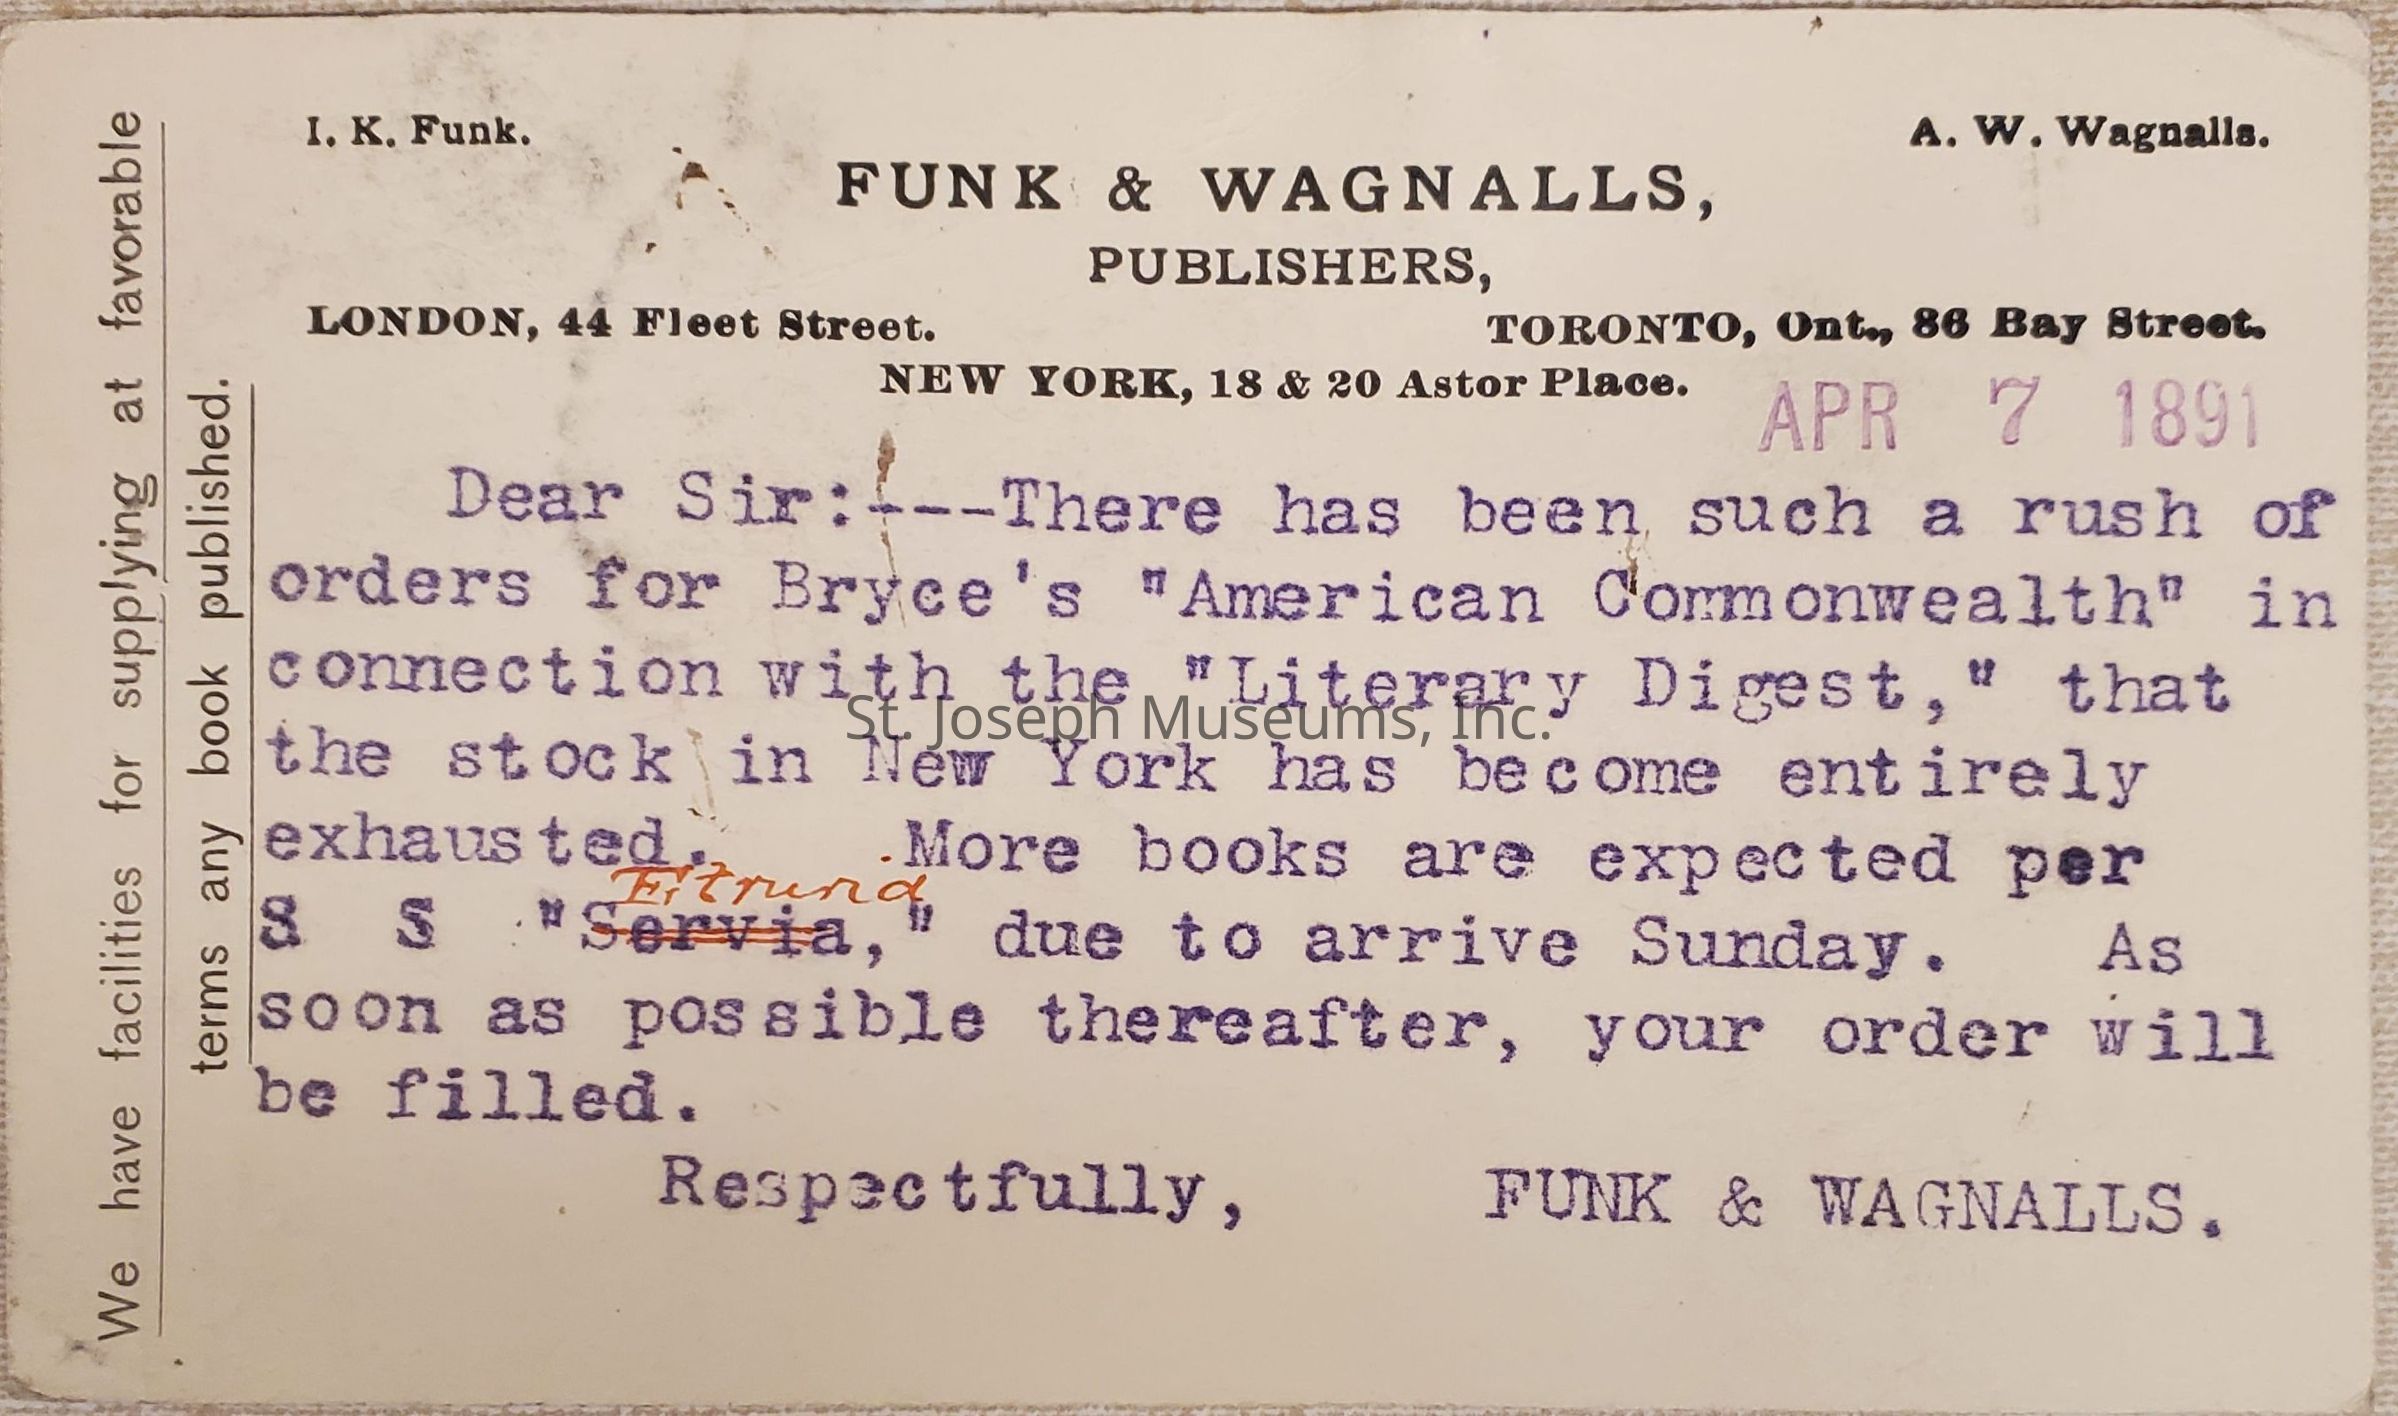 We have facilities for supplying at favorable
terms any book published.
I. K. Funk.
A. W. Wagnalls.
FUNK & WAGNALLS,
PUBLISHERS,
LONDON, 44 Fleet Street.
TORONTO, Ont., 86 Bay Street.
NEW YORK, 18 & 20 Astor Place.
APR 7 1891
Dear Sir:----There has been such a rush of
orders for Bryce's "American Commonwealth" in
connection with the "Literary Digest," that
the stock in New York has become entirely
exhausted. More books are expected per
S S "Servia," due to arrive Sunday. As
soon as possible thereafter, your order will
be filled.
Respectfully, FUNK & WAGNALLS.
St. Joseph Museums, Inc.